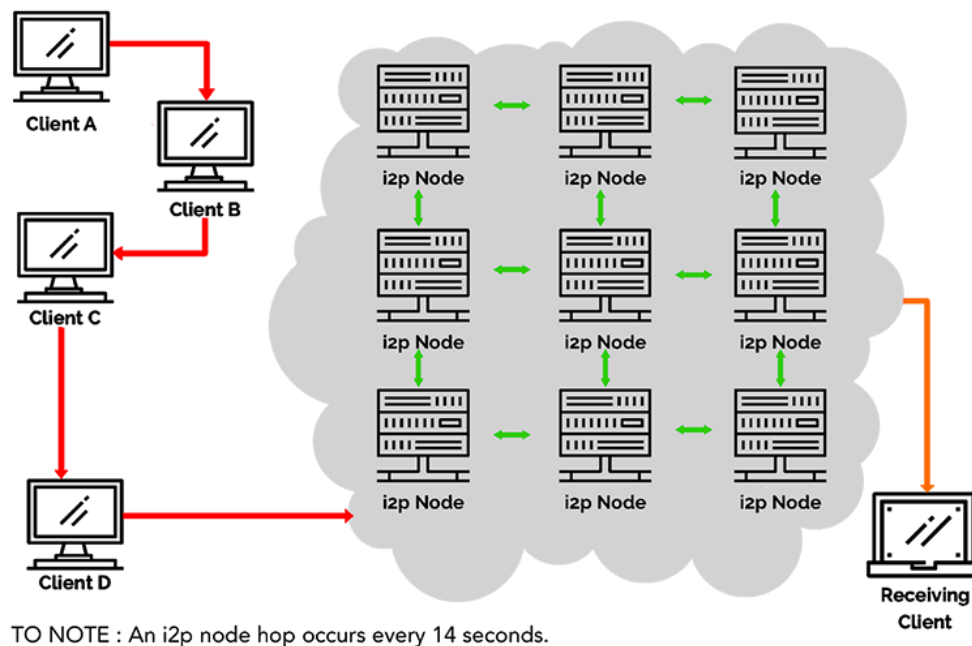 Client A
Client B
Client C
Client D
i2p Node
i2p Node
i2p Node
i2p Node
i2p Node
i2p Node
i2p Node
i2p Node
i2p Node
Receiving
Client
TO NOTE : An i2p node hop occurs every 14 seconds.